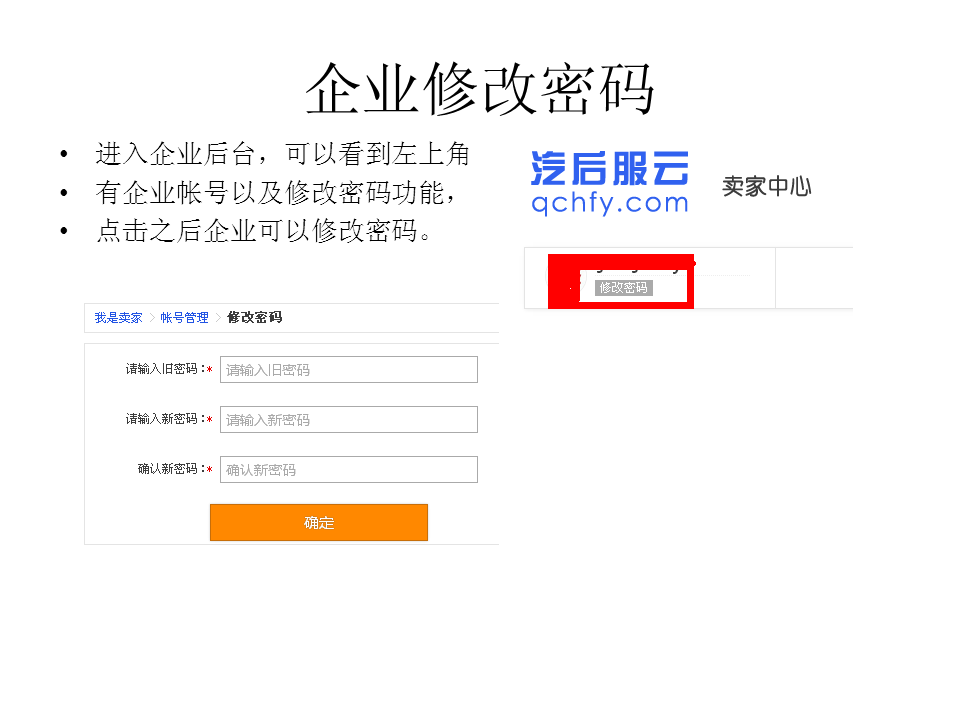 企业修改密码
• 进入企业后台，可以看到左上角
• 有企业帐号以及修改密码功能，
• 点击之后企业可以修改密码。
汽后服云
qchfy.com
卖家中心
修改密码
我是卖家 > 帐号管理 > 修改密码
请输入旧密码：* 请输入旧密码
请输入新密码：* 请输入新密码
确认新密码：* 确认新密码
确定